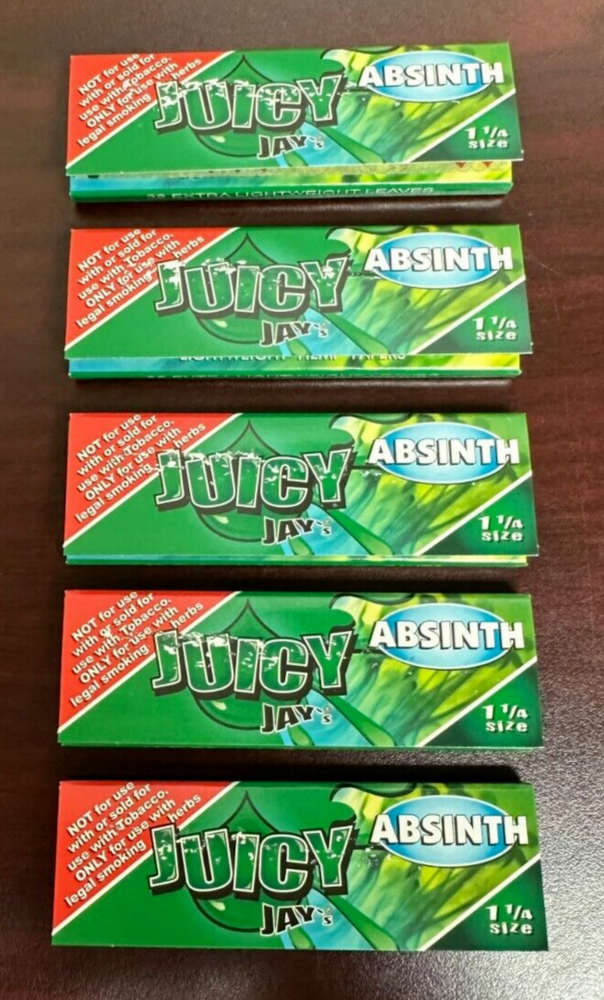 NOT for use
with or sold for
use with Tobacco.
ONLY for use with
legal smoking herbs
JUICY
JAY's
ABSINTH
1 1/4
size
32 EXTRA LIGHTWEIGHT LEAVES
NOT for use
with or sold for
use with Tobacco.
ONLY for use with
legal smoking herbs
JUICY
JAY's
ABSINTH
1 1/4
size
LIGHTWEIGHT HEMP PAPERS
NOT for use
with or sold for
use with Tobacco.
ONLY for use with
legal smoking herbs
JUICY
JAY's
ABSINTH
1 1/4
size
NOT for use
with or sold for
use with Tobacco.
ONLY for use with
legal smoking herbs
JUICY
JAY's
ABSINTH
1 1/4
size
NOT for use
with or sold for
use with Tobacco.
ONLY for use with
legal smoking herbs
JUICY
JAY's
ABSINTH
1 1/4
size